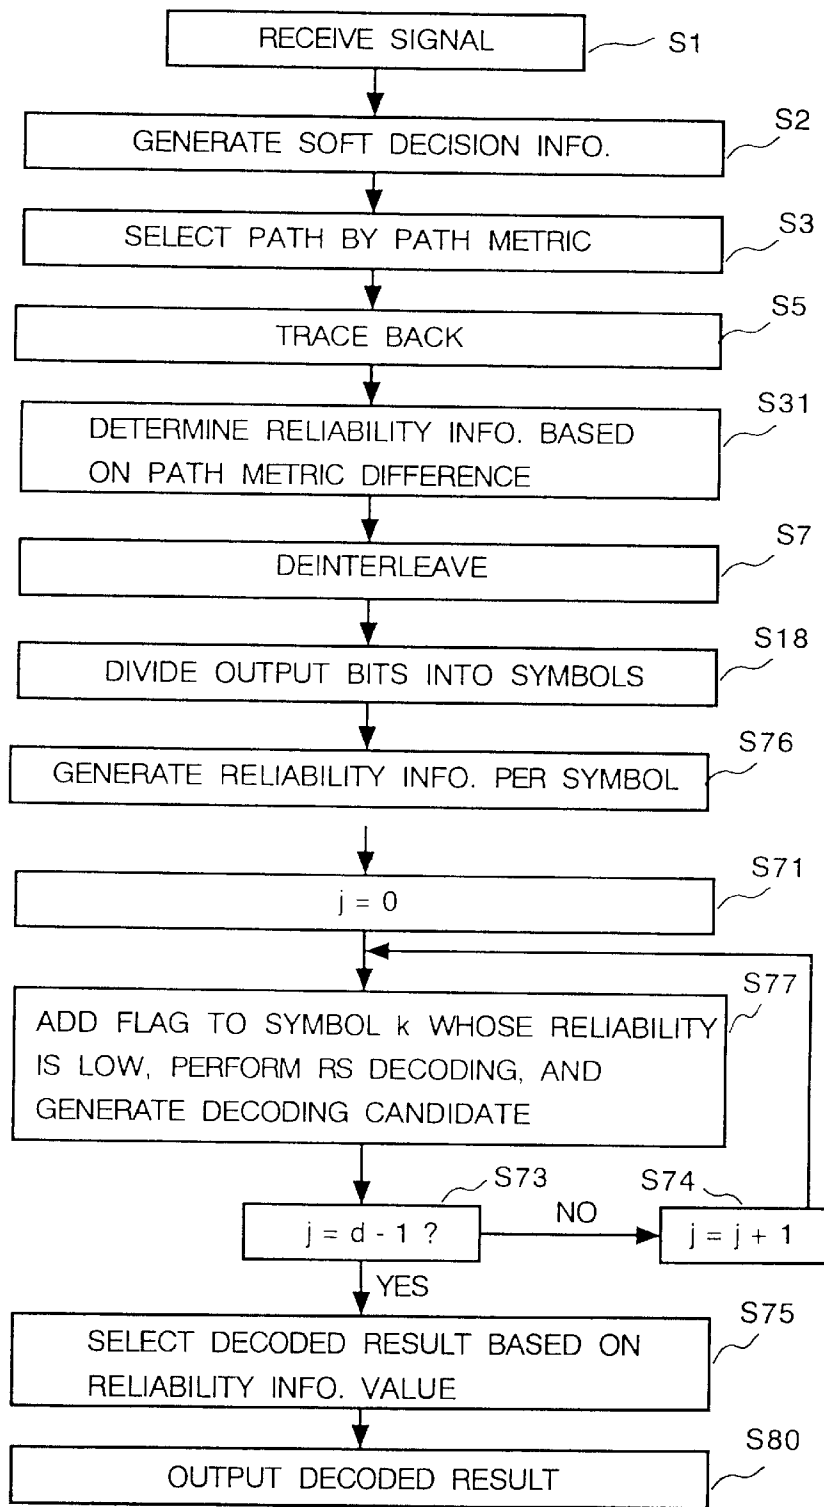 RECEIVE SIGNAL
S1
S2
GENERATE SOFT DECISION INFO.
S3
SELECT PATH BY PATH METRIC
S5
TRACE BACK
S31
DETERMINE RELIABILITY INFO. BASED
ON PATH METRIC DIFFERENCE
S7
DEINTERLEAVE
S18
DIVIDE OUTPUT BITS INTO SYMBOLS
S76
GENERATE RELIABILITY INFO. PER SYMBOL
S71
j = 0
S77
ADD FLAG TO SYMBOL k WHOSE RELIABILITY
IS LOW, PERFORM RS DECODING, AND
GENERATE DECODING CANDIDATE
S73
S74
j = d - 1 ?
NO
j = j + 1
YES
S75
SELECT DECODED RESULT BASED ON
RELIABILITY INFO. VALUE
S80
OUTPUT DECODED RESULT